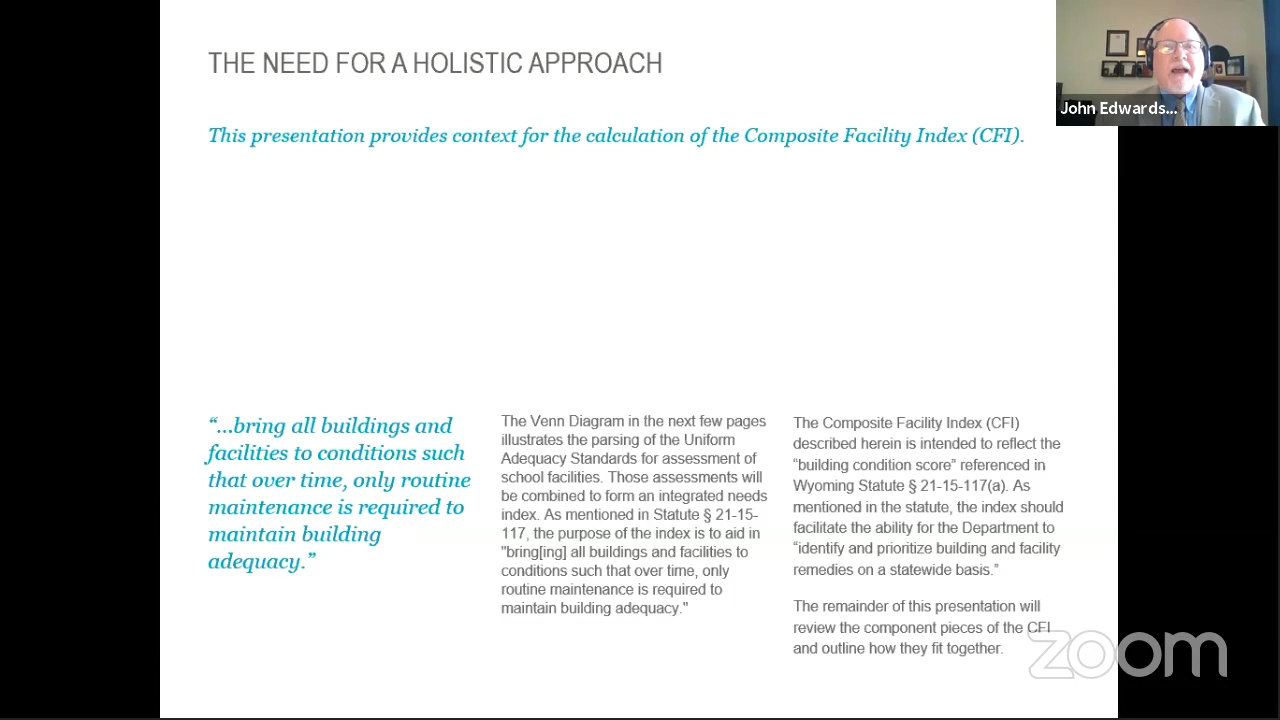 THE NEED FOR A HOLISTIC APPROACH
This presentation provides context for the calculation of the Composite Facility Index (CFI).
“...bring all buildings and
facilities to conditions such
that over time, only routine
maintenance is required to
maintain building
adequacy.”
The Venn Diagram in the next few pages
illustrates the parsing of the Uniform
Adequacy Standards for assessment of
school facilities. Those assessments will
be combined to form an integrated needs
index. As mentioned in Statute § 21-15-
117, the purpose of the index is to aid in
"bring[ing] all buildings and facilities to
conditions such that over time, only
routine maintenance is required to
maintain building adequacy."
The Composite Facility Index (CFI)
described herein is intended to reflect the
“building condition score” referenced in
Wyoming Statute § 21-15-117(a). As
mentioned in the statute, the index should
facilitate the ability for the Department to
“identify and prioritize building and facility
remedies on a statewide basis.”
The remainder of this presentation will
review the component pieces of the CFI
and outline how they fit together.
John Edwards...
zoom